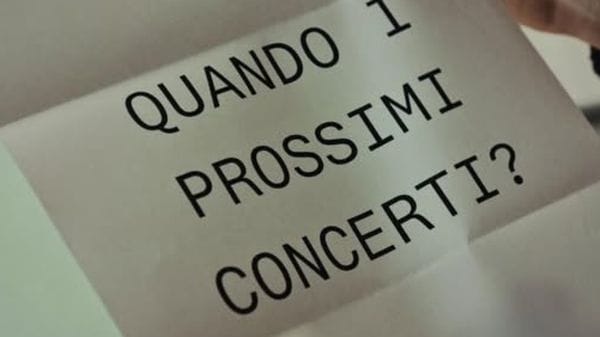 QUANDO I
PROSSIMI
CONCERTI?